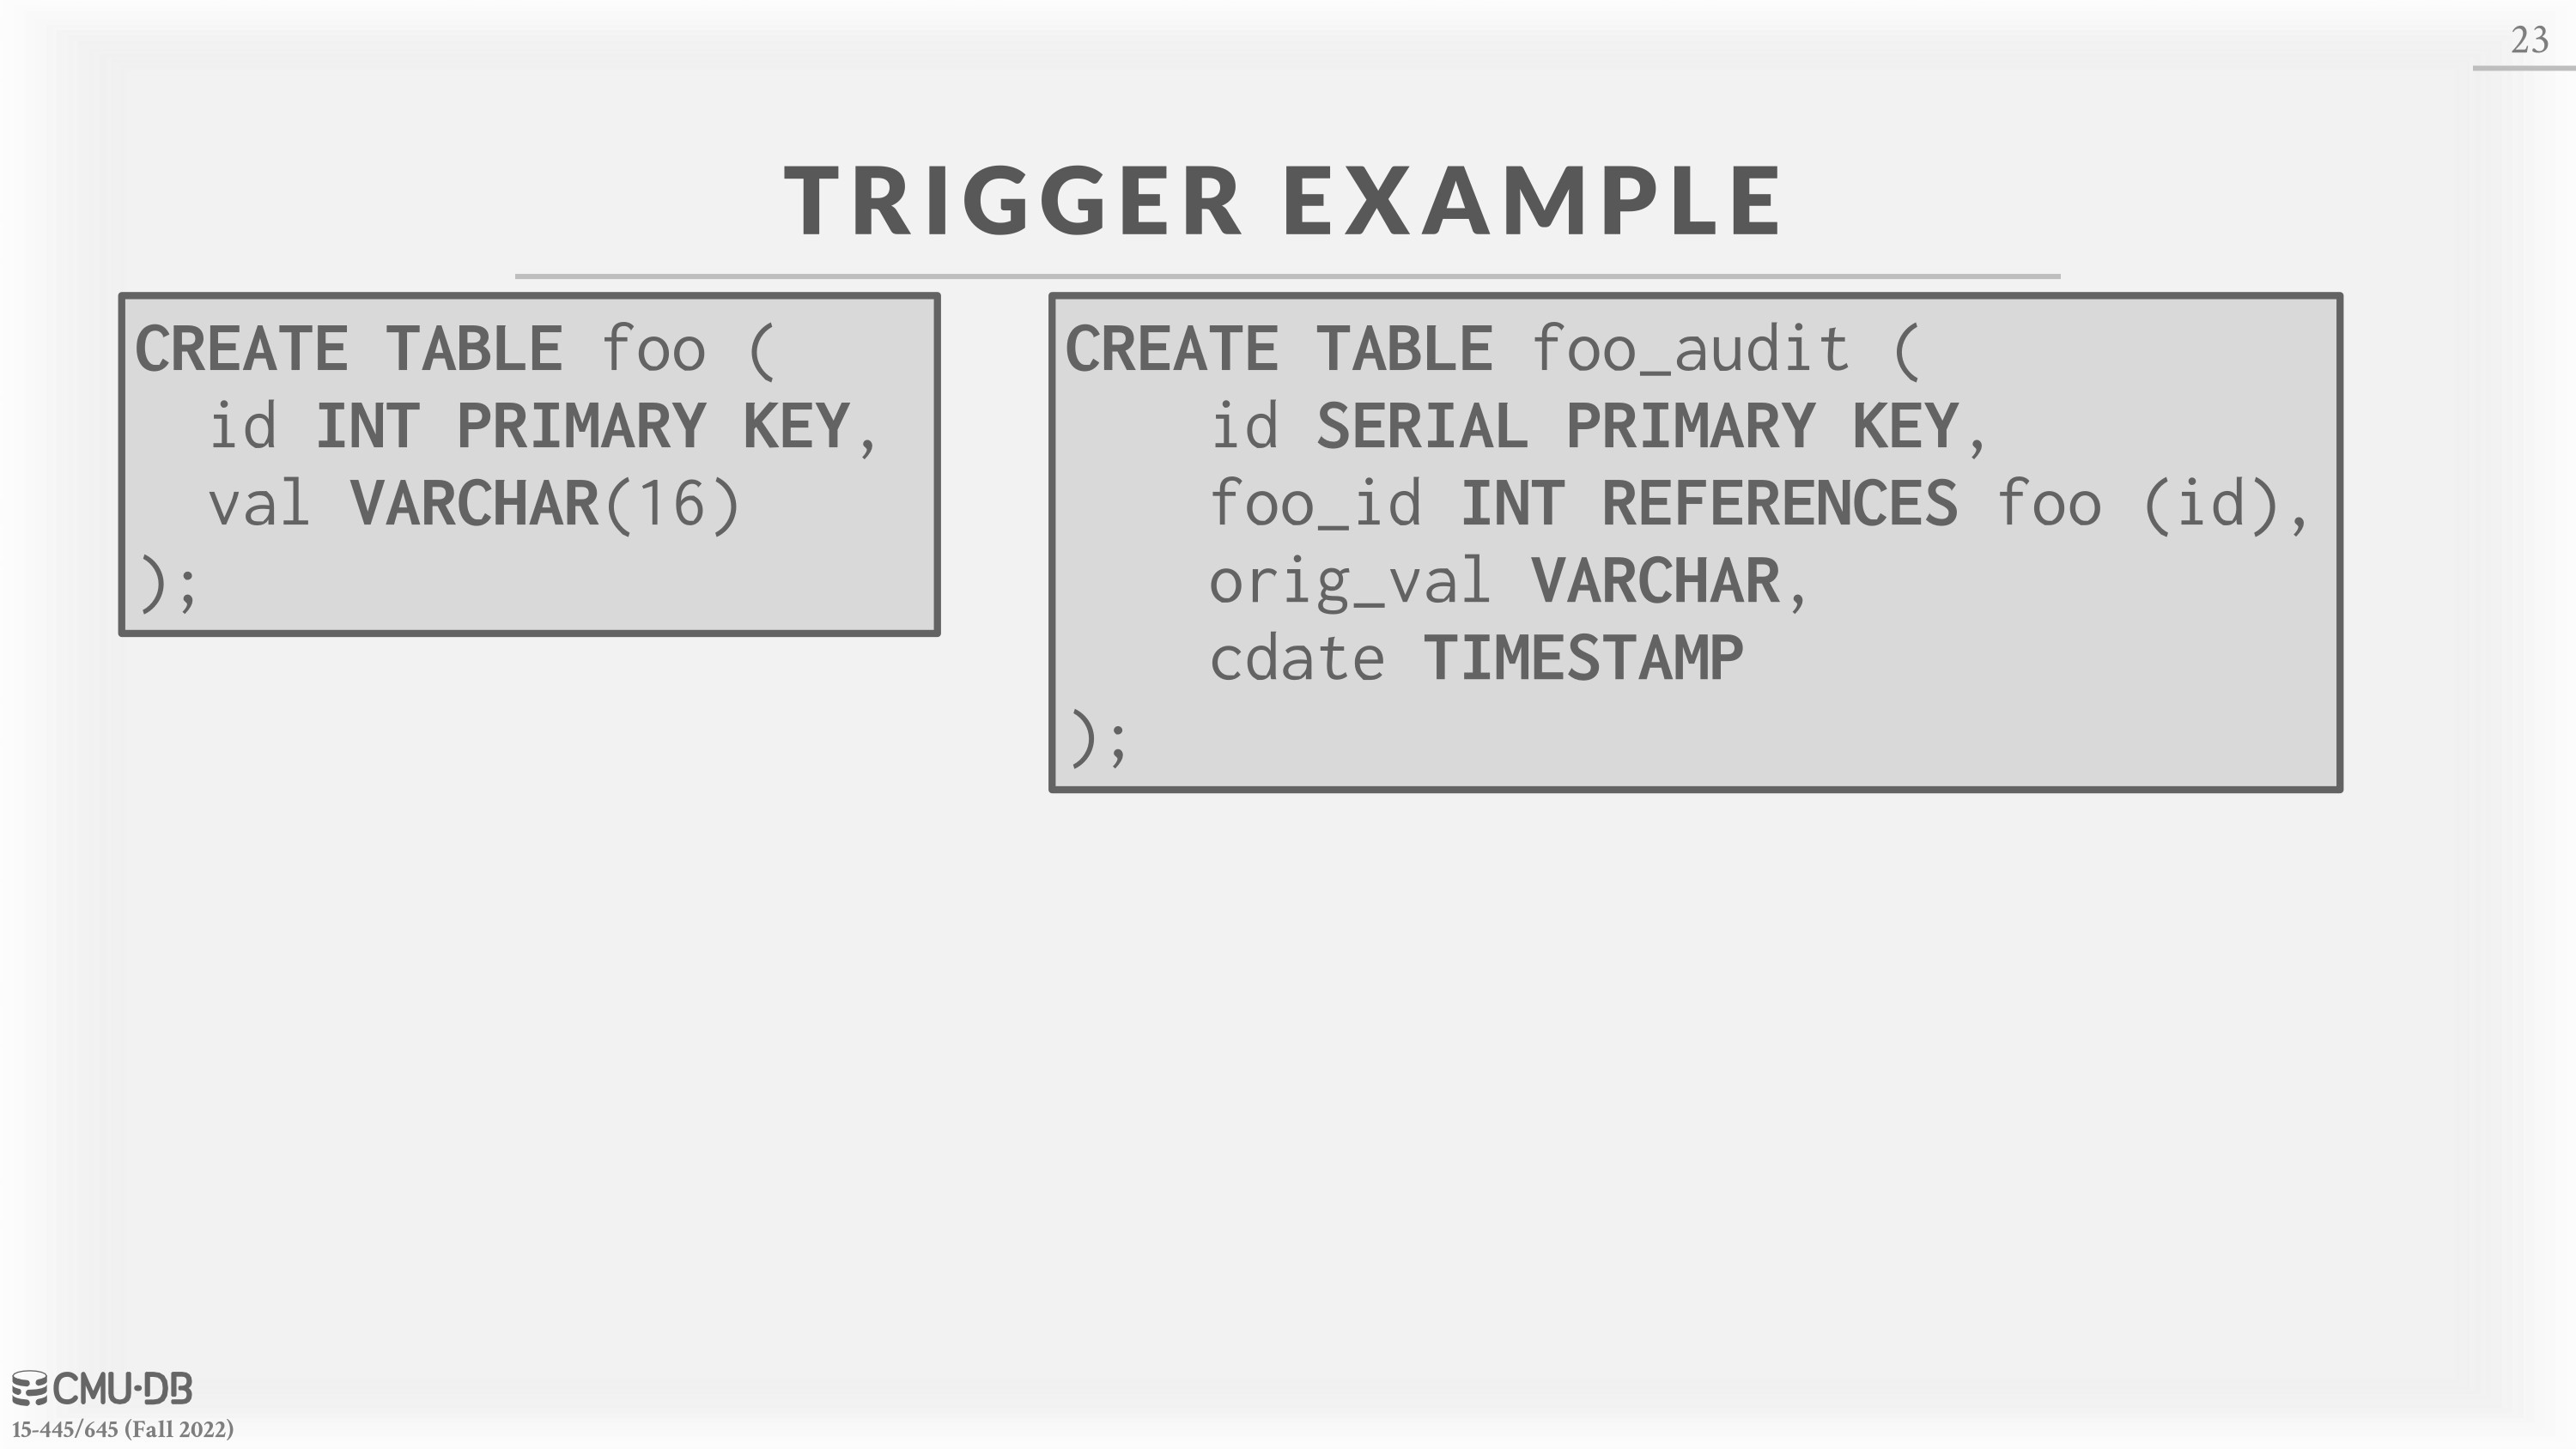 23
TRIGGER EXAMPLE
CREATE TABLE foo (
  id INT PRIMARY KEY,
  val VARCHAR(16)
);
CREATE TABLE foo_audit (
    id SERIAL PRIMARY KEY,
    foo_id INT REFERENCES foo (id),
    orig_val VARCHAR,
    cdate TIMESTAMP
);
CMU·DB
15-445/645 (Fall 2022)